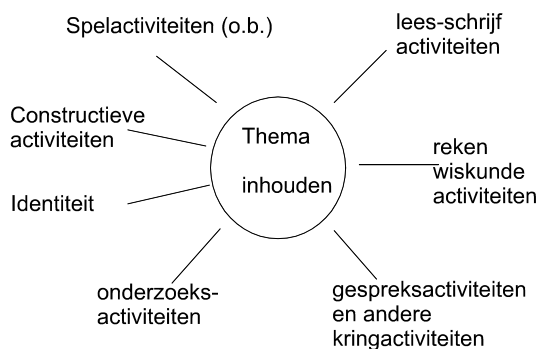 Spelactiviteiten (o.b.)
lees-schrijf
activiteiten
Constructieve
activiteiten
Thema
inhouden
reken
wiskunde
activiteiten
Identiteit
onderzoeks-
activiteiten
gespreksactiviteiten
en andere
kringactiviteiten